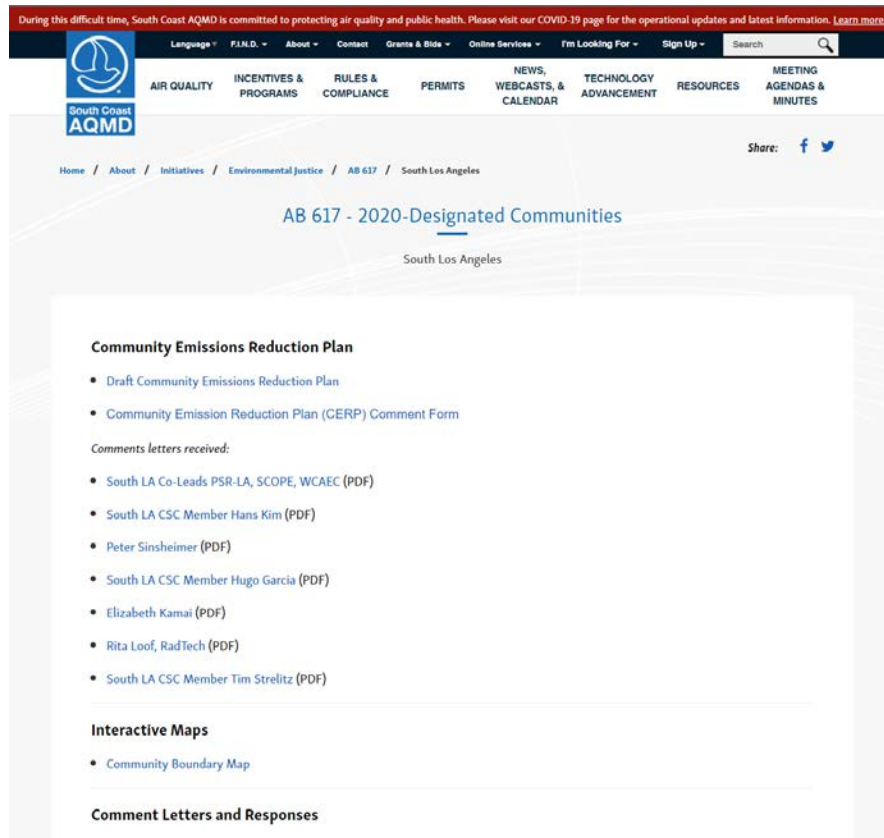 During this difficult time, South Coast AQMD is committed to protecting air quality and public health. Please visit our COVID-19 page for the operational updates and latest information. Learn more
Language F.I.N.D. About Contact Grants & Bids Online Services I'm Looking For Sign Up Search
South Coast
AQMD
AIR QUALITY
INCENTIVES &
PROGRAMS
RULES &
COMPLIANCE
PERMITS
NEWS,
WEBCASTS, &
CALENDAR
TECHNOLOGY
ADVANCEMENT
RESOURCES
MEETING
AGENDAS &
MINUTES
Share:
Home / About / Initiatives / Environmental Justice / AB 617 / South Los Angeles
AB 617 - 2020-Designated Communities
South Los Angeles
Community Emissions Reduction Plan
• Draft Community Emissions Reduction Plan
• Community Emission Reduction Plan (CERP) Comment Form
Comments letters received:
• South LA Co-Leads PSR-LA, SCOPE, WCAEC (PDF)
• South LA CSC Member Hans Kim (PDF)
• Peter Sinsheimer (PDF)
• South LA CSC Member Hugo Garcia (PDF)
• Elizabeth Kamai (PDF)
• Rita Loof, RadTech (PDF)
• South LA CSC Member Tim Strelitz (PDF)
Interactive Maps
• Community Boundary Map
Comment Letters and Responses